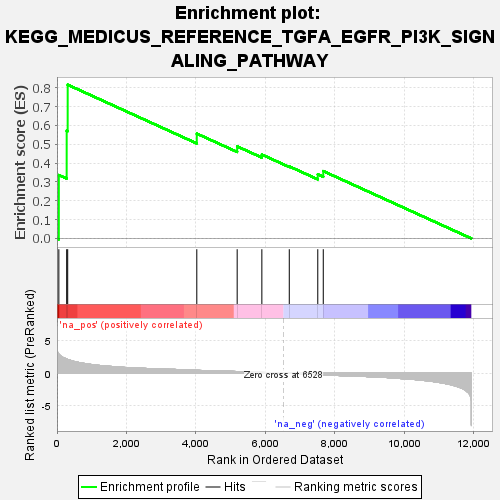 Enrichment plot:
KEGG_MEDICUS_REFERENCE_TGFA_EGFR_PI3K_SIGN
ALING_PATHWAY
Enrichment score (ES)
0.8
0.7
0.6
0.5
0.4
0.3
0.2
0.1
0.0
'na_pos' (positively correlated)
Ranked list metric (PreRanked)
5
0
-5
Zero cross at 6528
'na_neg' (negatively correlated)
0
2,000
4,000
6,000
8,000
10,000
12,000
Rank in Ordered Dataset
Enrichment profile
Hits
Ranking metric scores